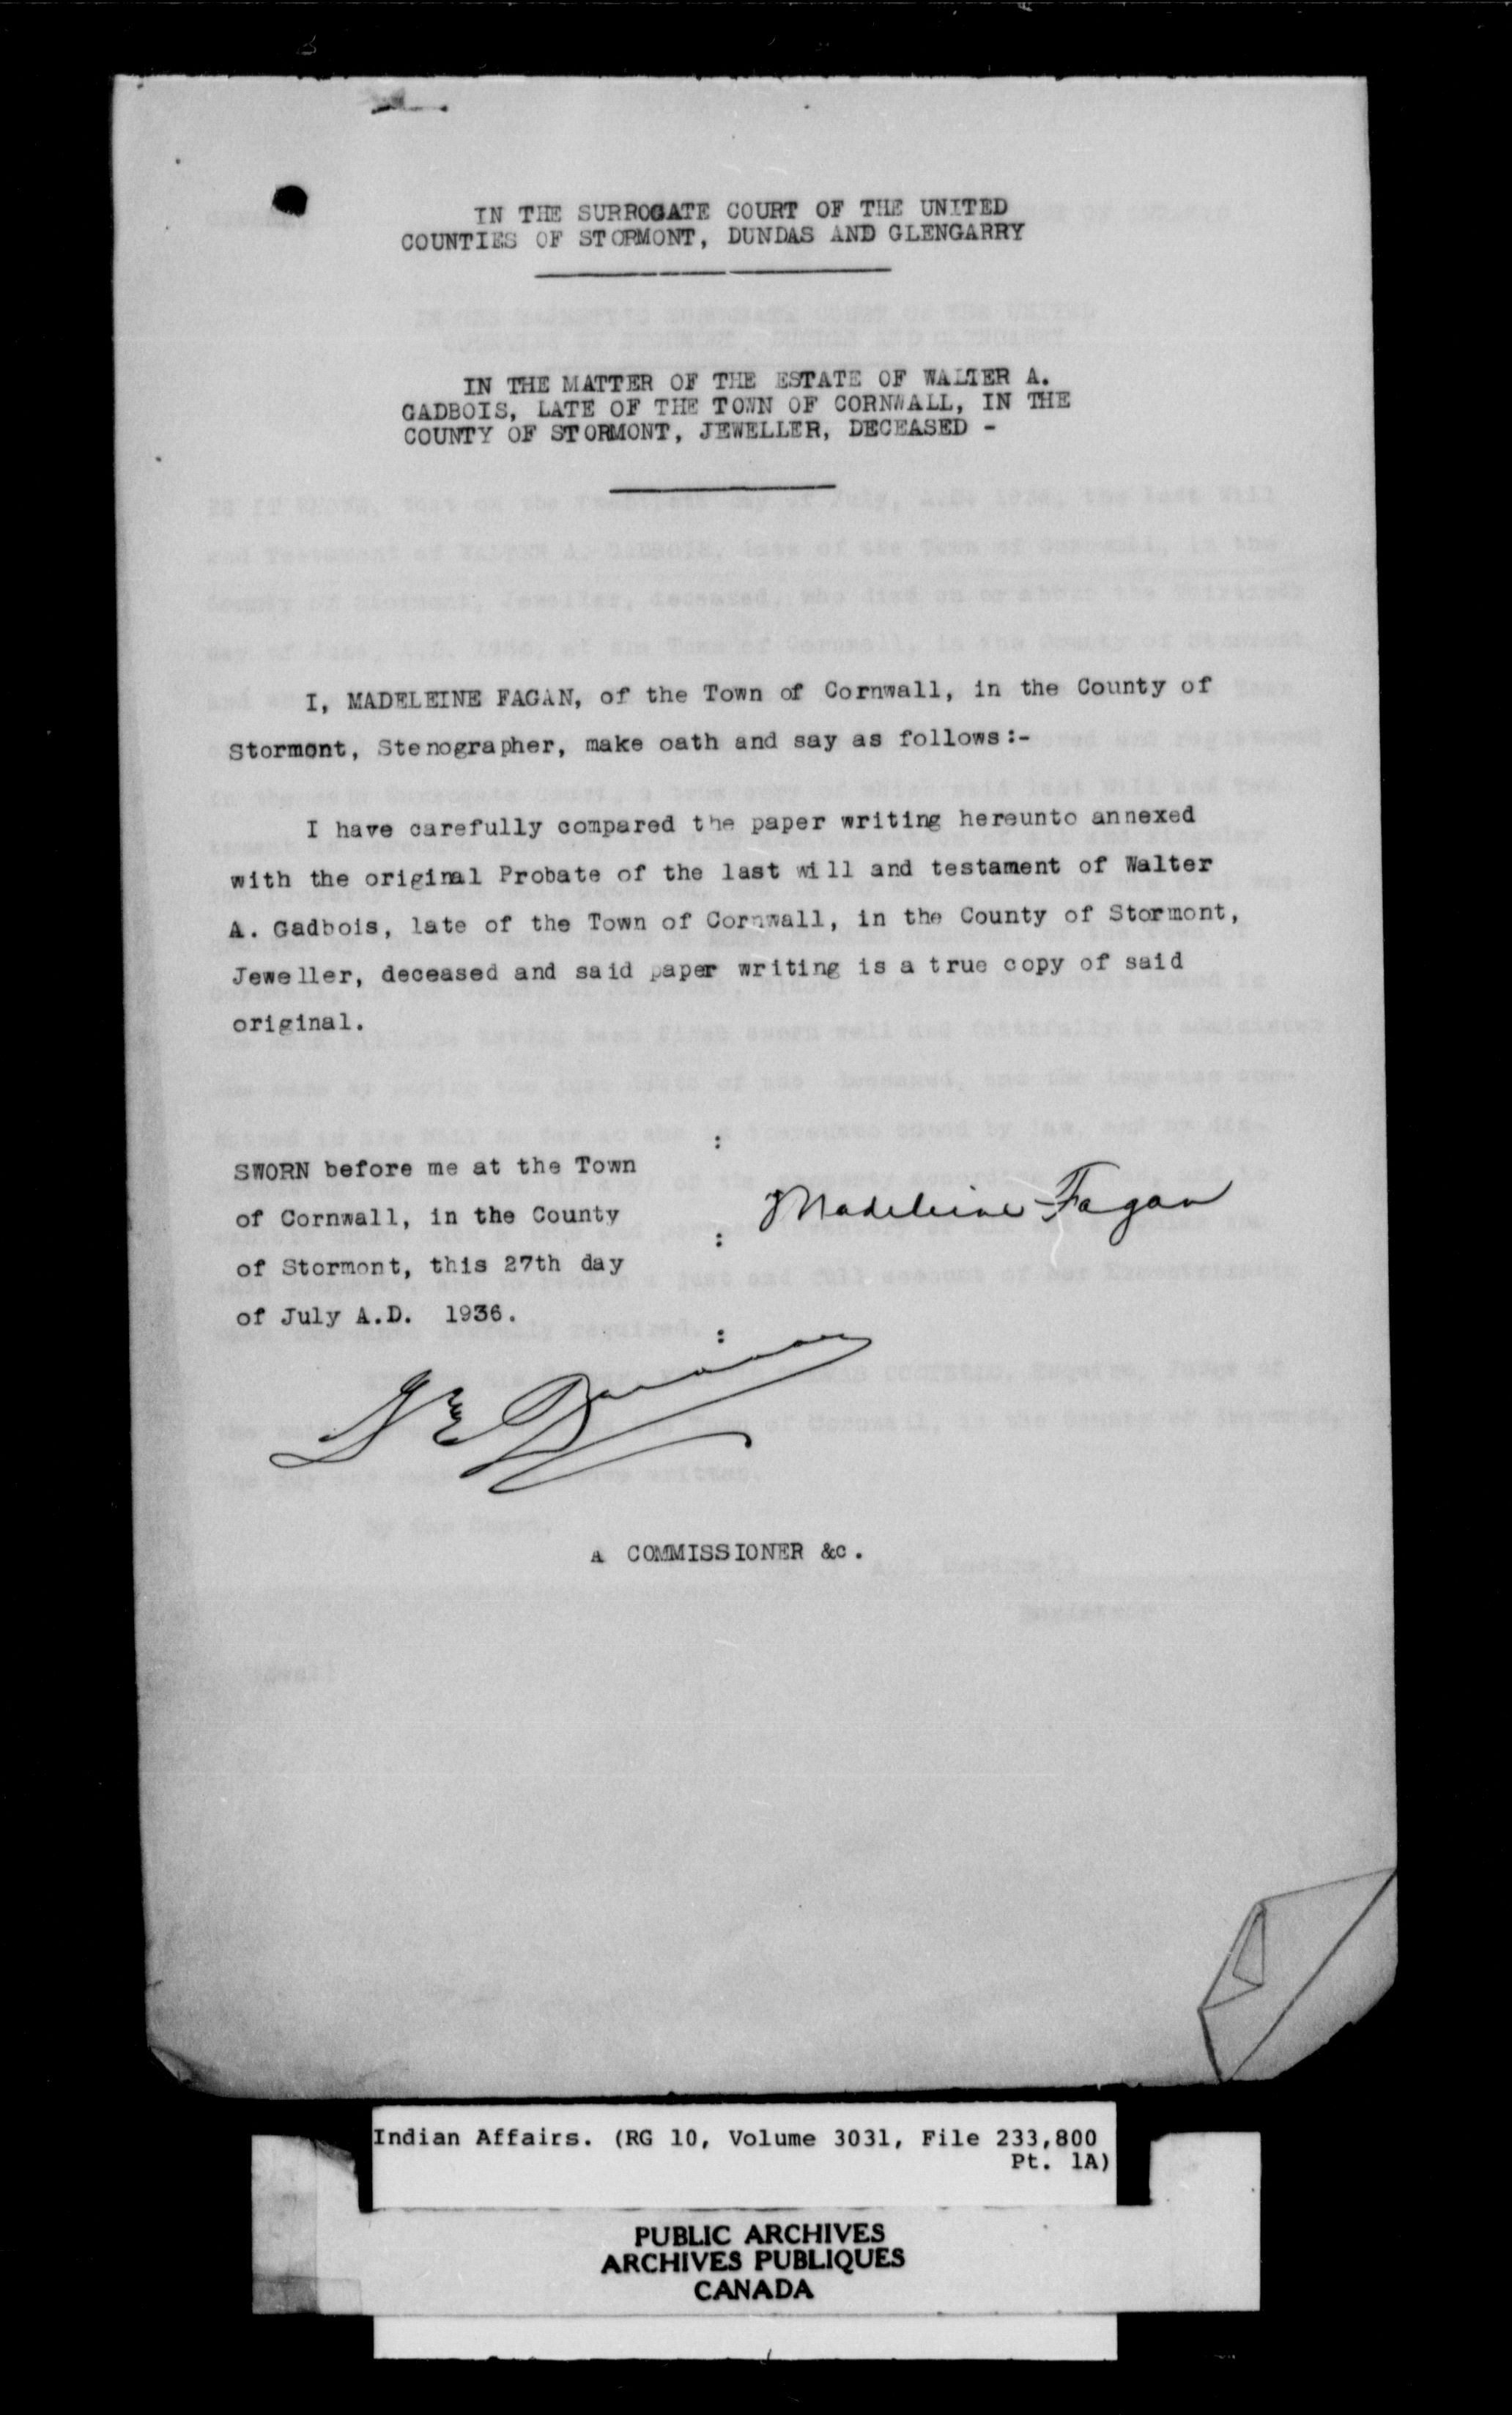 IN THE SURROGATE COURT OF THE UNITED
COUNTIES OF STORMONT, DUNDAS AND GLENGARRY
IN THE MATTER OF THE ESTATE OF WALTER A.
GADBOIS, LATE OF THE TOWN OF CORNWALL, IN THE
COUNTY OF STORMONT, JEWELLER, DECEASED -
I, MADELEINE FAGAN, of the Town of Cornwall, in the County of
Stormont, Stenographer, make oath and say as follows:-
I have carefully compared the paper writing hereunto annexed
with the original Probate of the last will and testament of Walter
A. Gadbois, late of the Town of Cornwall, in the County of Stormont,
Jeweller, deceased and said paper writing is a true copy of said
original.
:
SWORN before me at the Town
of Cornwall, in the County
Madeleine Fagan
:
of Stormont, this 27th day
of July A.D. 1936.
:
A COMMISSIONER &c.
Indian Affairs. (RG 10, Volume 3031, File 233,800
Pt. 1A)
PUBLIC ARCHIVES
ARCHIVES PUBLIQUES
CANADA